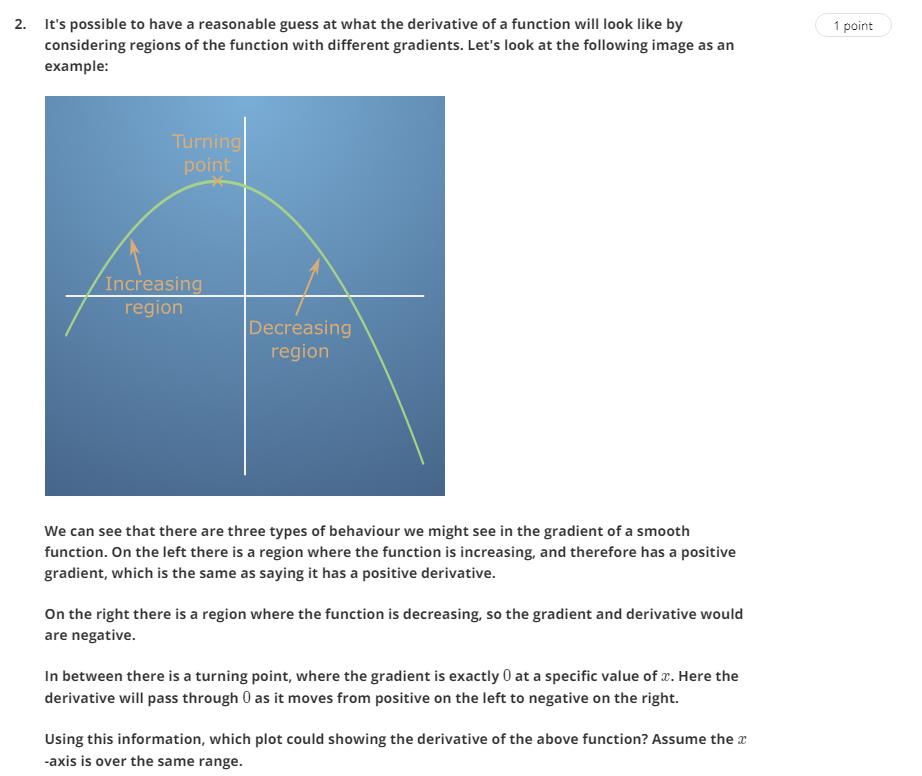 2. It's possible to have a reasonable guess at what the derivative of a function will look like by
1 point
considering regions of the function with different gradients. Let's look at the following image as an
example:
Turning
point
Increasing
region
Decreasing
region
We can see that there are three types of behaviour we might see in the gradient of a smooth
function. On the left there is a region where the function is increasing, and therefore has a positive
gradient, which is the same as saying it has a positive derivative.
On the right there is a region where the function is decreasing, so the gradient and derivative would
are negative.
In between there is a turning point, where the gradient is exactly 0 at a specific value of x. Here the
derivative will pass through 0 as it moves from positive on the left to negative on the right.
Using this information, which plot could showing the derivative of the above function? Assume the x
-axis is over the same range.